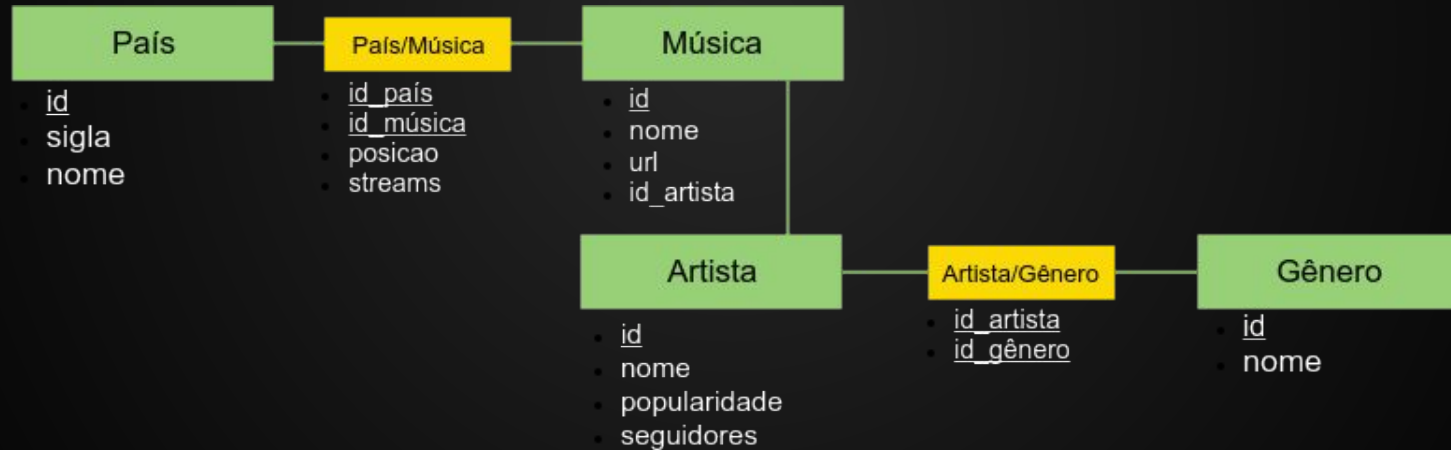 País
País/Música
Música
id
sigla
nome
id_país
id_música
posicao
streams
id
nome
url
id_artista
Artista
Artista/Gênero
Gênero
id
nome
popularidade
seguidores
id_artista
id_gênero
id
nome